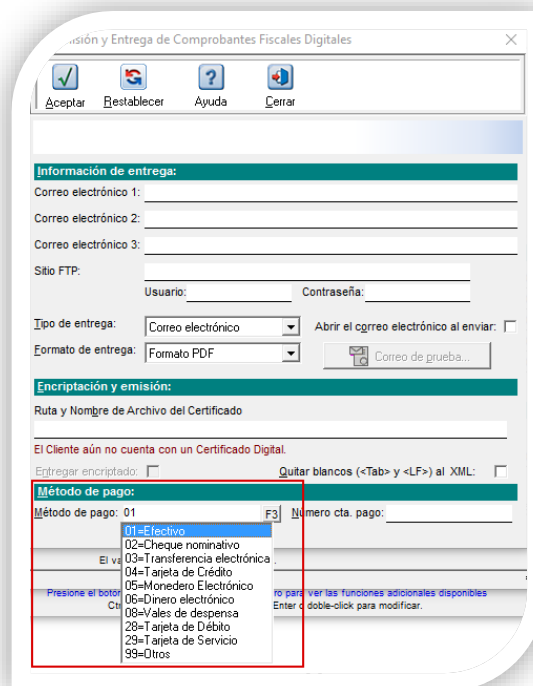 isión y Entrega de Comprobantes Fiscales Digitales
Aceptar Restablecer Ayuda Cerrar
Información de entrega:
Correo electrónico 1:
Correo electrónico 2:
Correo electrónico 3:
Sitio FTP:
Usuario: Contraseña:
Tipo de entrega: Correo electrónico Abrir el correo electrónico al enviar:
Formato de entrega: Formato PDF Correo de prueba...
Encriptación y emisión:
Ruta y Nombre de Archivo del Certificado
El Cliente aún no cuenta con un Certificado Digital.
Entregar encriptado: Quitar blancos (<Tab> y <LF>) al XML:
Método de pago:
Método de pago: 01 F3 Número cta. pago:
01=Efectivo
02=Cheque nominativo
03=Transferencia electrónica
04=Tarjeta de Crédito
05=Monedero Electrónico
06=Dinero electrónico
08=Vales de despensa
28=Tarjeta de Débito
29=Tarjeta de Servicio
99=Otros
El va
Presione el botón ro para ver las funciones adicionales disponibles
Ct Enter o doble-click para modificar.